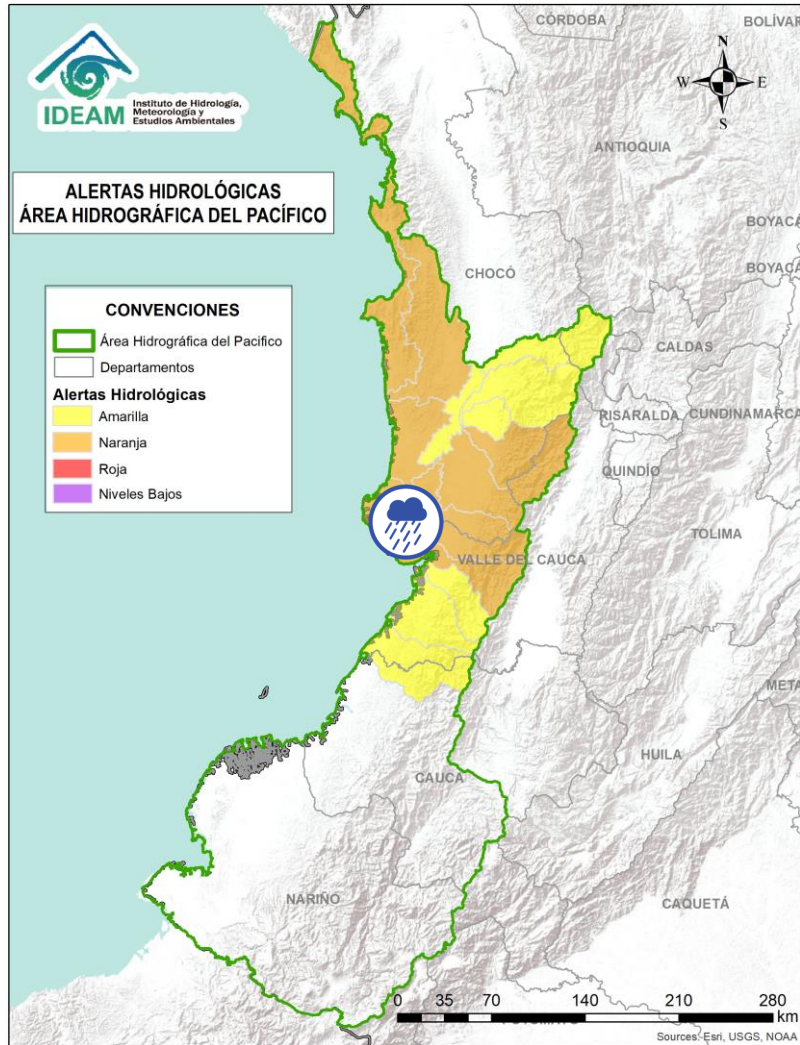 IDEAM
Instituto de Hidrología,
Meteorología y
Estudios Ambientales
CÓRDOBA
BOLÍVAR
N
W
E
S
ANTIOQUIA
ALERTAS HIDROLÓGICAS
ÁREA HIDROGRÁFICA DEL PACÍFICO
BOYACÁ
BOYACÁ
CHOCÓ
CONVENCIONES
Área Hidrográfica del Pacifico
Departamentos
Alertas Hidrológicas
Amarilla
Naranja
Roja
Niveles Bajos
CALDAS
RISARALDA
CUNDINAMARCA
QUINDÍO
TOLIMA
VALLE DEL CAUCA
META
HUILA
CAUCA
NARIÑO
CAQUETÁ
0 35 70 140 210 280
km
Sources: Esri, USGS, NOAA